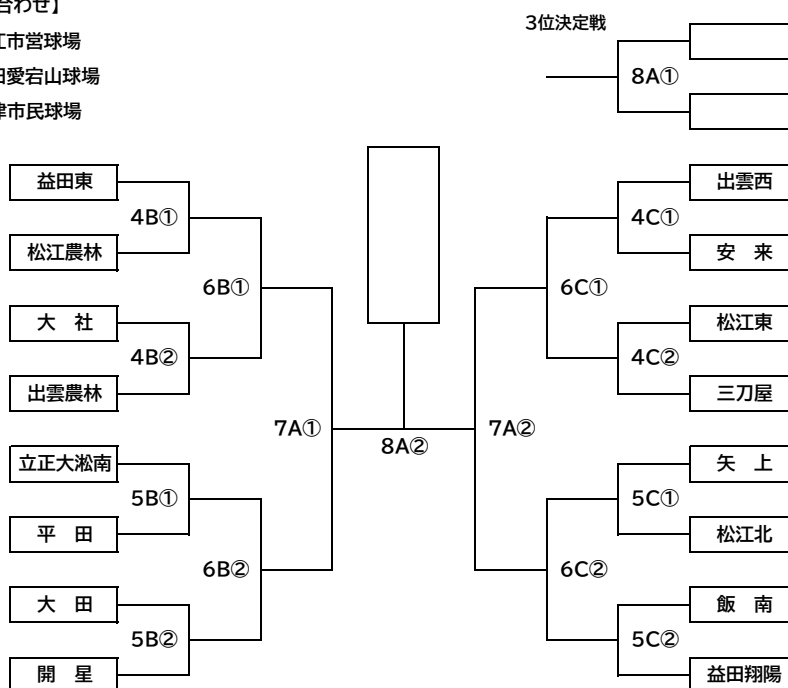 合わせ】
江市営球場
田愛宕山球場
津市民球場
3位決定戦
8A①
益田東
4B①
松江農林
6B①
大　社
4B②
出雲農林
7A①
立正大淞南
5B①
平　田
6B②
大　田
5B②
開　星
8A②
出雲西
4C①
安　来
6C①
松江東
4C②
三刀屋
7A②
矢　上
5C①
松江北
6C②
飯　南
5C②
益田翔陽